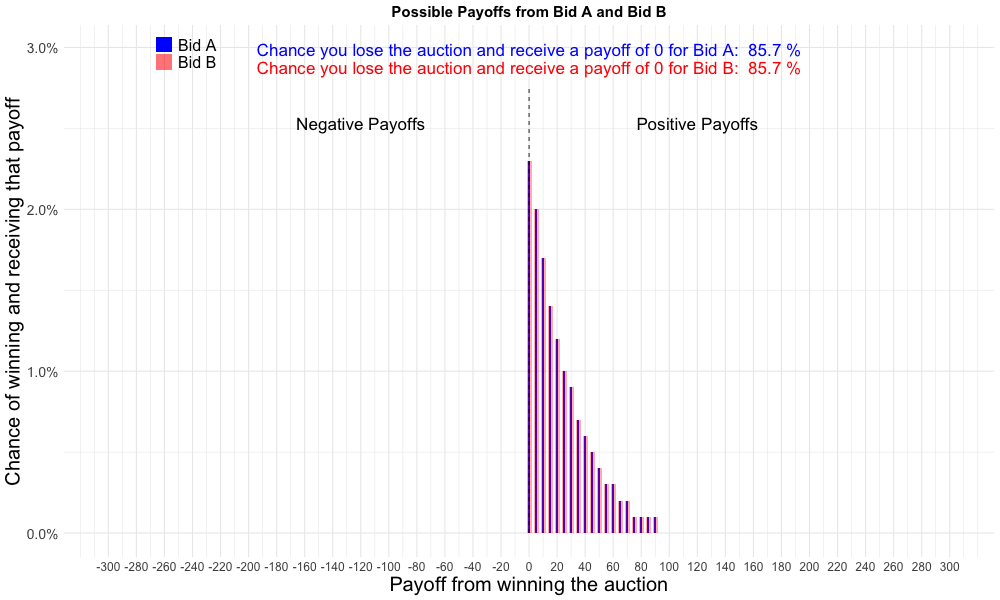 Possible Payoffs from Bid A and Bid B
Bid A
Bid B
Chance you lose the auction and receive a payoff of 0 for Bid A:  85.7 %
Chance you lose the auction and receive a payoff of 0 for Bid B:  85.7 %
Negative Payoffs
Positive Payoffs
Chance of winning and receiving that payoff
3.0%
2.0%
1.0%
0.0%
-300 -280 -260 -240 -220 -200 -180 -160 -140 -120 -100 -80 -60 -40 -20 0 20 40 60 80 100 120 140 160 180 200 220 240 260 280 300
Payoff from winning the auction